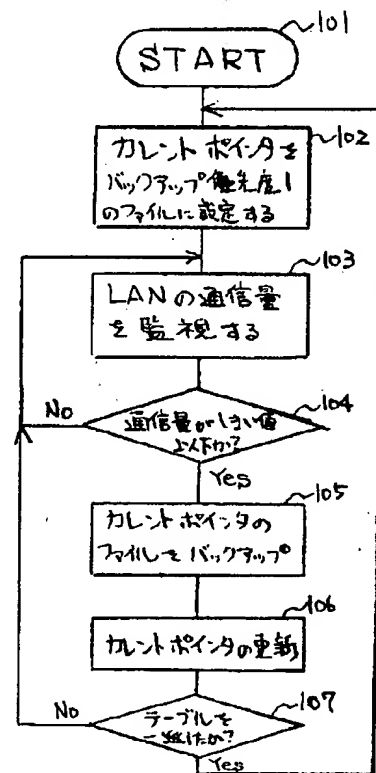 101
START
カレントポインタを
バックアップ優先度1
のファイルに設定する
102
103
LANの通信量
を監視する
104
通信量がしきい値
以下か?
No
Yes
105
カレントポインタの
ファイルをバックアップ
106
カレントポインタの更新
107
テーブルを
一巡したか?
No
Yes